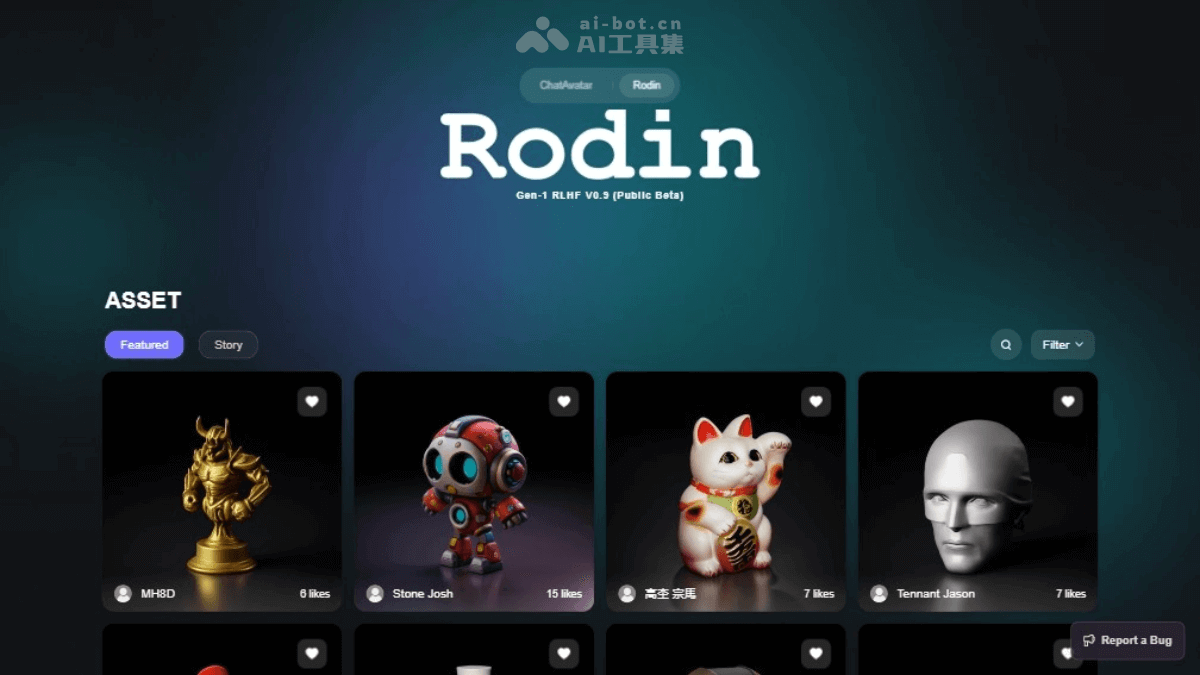 ai-bot.cn
AI工具集
ChatAvatar
Rodin
Rodin
Gen-1 RLHF V0.9 (Public Beta)
ASSET
Featured
Story
Filter
MH8D
6 likes
Stone Josh
15 likes
高玊 宗馬
7 likes
Tennant Jason
7 likes
Report a Bug